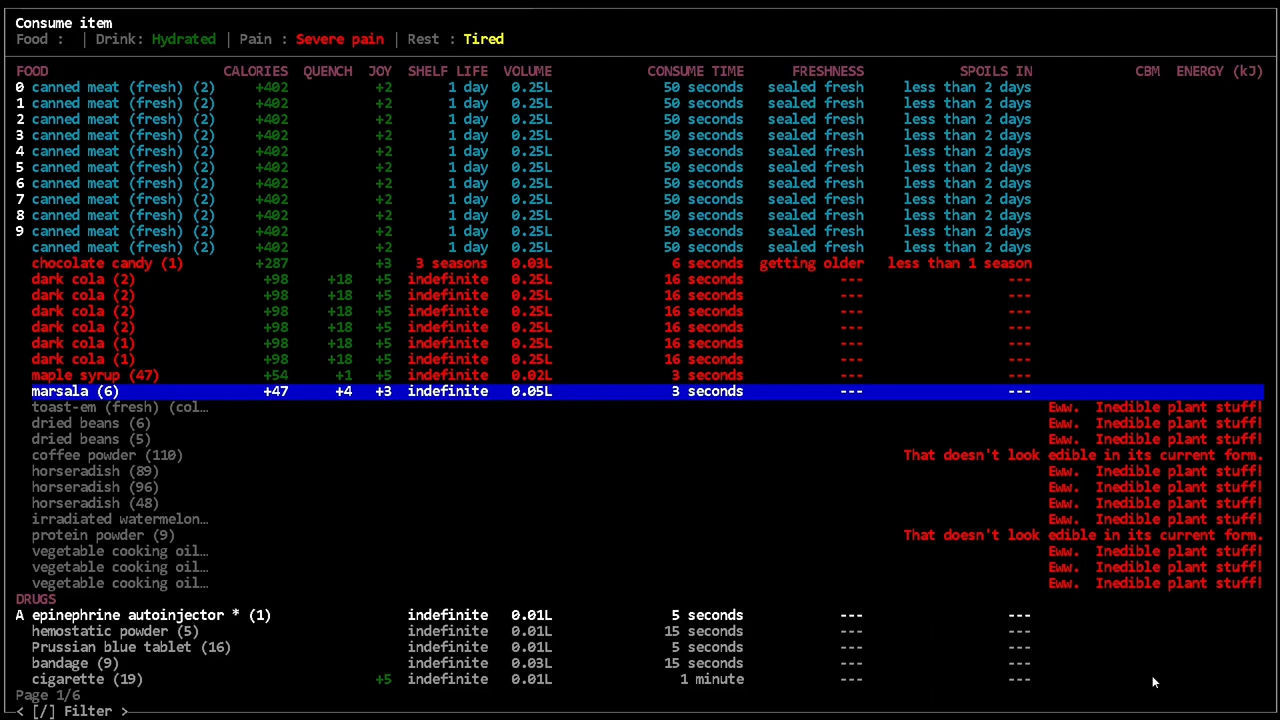 Consume item
Food :  | Drink: Hydrated | Pain : Severe pain | Rest : Tired
FOOD CALORIES QUENCH JOY SHELF LIFE VOLUME CONSUME TIME FRESHNESS SPOILS IN CBM ENERGY (kJ)
0 canned meat (fresh) (2) +402 +2 1 day 0.25L 50 seconds sealed fresh less than 2 days
1 canned meat (fresh) (2) +402 +2 1 day 0.25L 50 seconds sealed fresh less than 2 days
2 canned meat (fresh) (2) +402 +2 1 day 0.25L 50 seconds sealed fresh less than 2 days
3 canned meat (fresh) (2) +402 +2 1 day 0.25L 50 seconds sealed fresh less than 2 days
4 canned meat (fresh) (2) +402 +2 1 day 0.25L 50 seconds sealed fresh less than 2 days
5 canned meat (fresh) (2) +402 +2 1 day 0.25L 50 seconds sealed fresh less than 2 days
6 canned meat (fresh) (2) +402 +2 1 day 0.25L 50 seconds sealed fresh less than 2 days
7 canned meat (fresh) (2) +402 +2 1 day 0.25L 50 seconds sealed fresh less than 2 days
8 canned meat (fresh) (2) +402 +2 1 day 0.25L 50 seconds sealed fresh less than 2 days
9 canned meat (fresh) (2) +402 +2 1 day 0.25L 50 seconds sealed fresh less than 2 days
canned meat (fresh) (2) +402 +2 1 day 0.25L 50 seconds sealed fresh less than 2 days
chocolate candy (1) +287 +3 3 seasons 0.03L 6 seconds getting older less than 1 season
dark cola (2) +98 +18 +5 indefinite 0.25L 16 seconds --- ---
dark cola (2) +98 +18 +5 indefinite 0.25L 16 seconds --- ---
dark cola (2) +98 +18 +5 indefinite 0.25L 16 seconds --- ---
dark cola (2) +98 +18 +5 indefinite 0.25L 16 seconds --- ---
dark cola (1) +98 +18 +5 indefinite 0.25L 16 seconds --- ---
dark cola (1) +98 +18 +5 indefinite 0.25L 16 seconds --- ---
maple syrup (47) +54 +1 +5 indefinite 0.02L 3 seconds --- ---
marsala (6) +47 +4 +3 indefinite 0.05L 3 seconds --- ---
toast-em (fresh) (col… Eww. Inedible plant stuff!
dried beans (6) Eww. Inedible plant stuff!
dried beans (5) Eww. Inedible plant stuff!
coffee powder (110) That doesn't look edible in its current form.
horseradish (89) Eww. Inedible plant stuff!
horseradish (96) Eww. Inedible plant stuff!
horseradish (48) Eww. Inedible plant stuff!
irradiated watermelon… Eww. Inedible plant stuff!
protein powder (9) That doesn't look edible in its current form.
vegetable cooking oil… Eww. Inedible plant stuff!
vegetable cooking oil… Eww. Inedible plant stuff!
vegetable cooking oil… Eww. Inedible plant stuff!
DRUGS
A epinephrine autoinjector * (1) indefinite 0.01L 5 seconds --- ---
hemostatic powder (5) indefinite 0.01L 15 seconds --- ---
Prussian blue tablet (16) indefinite 0.01L 5 seconds --- ---
bandage (9) indefinite 0.03L 15 seconds --- ---
cigarette (19) +5 indefinite 0.01L 1 minute --- ---
Page 1/6
< [/] Filter >